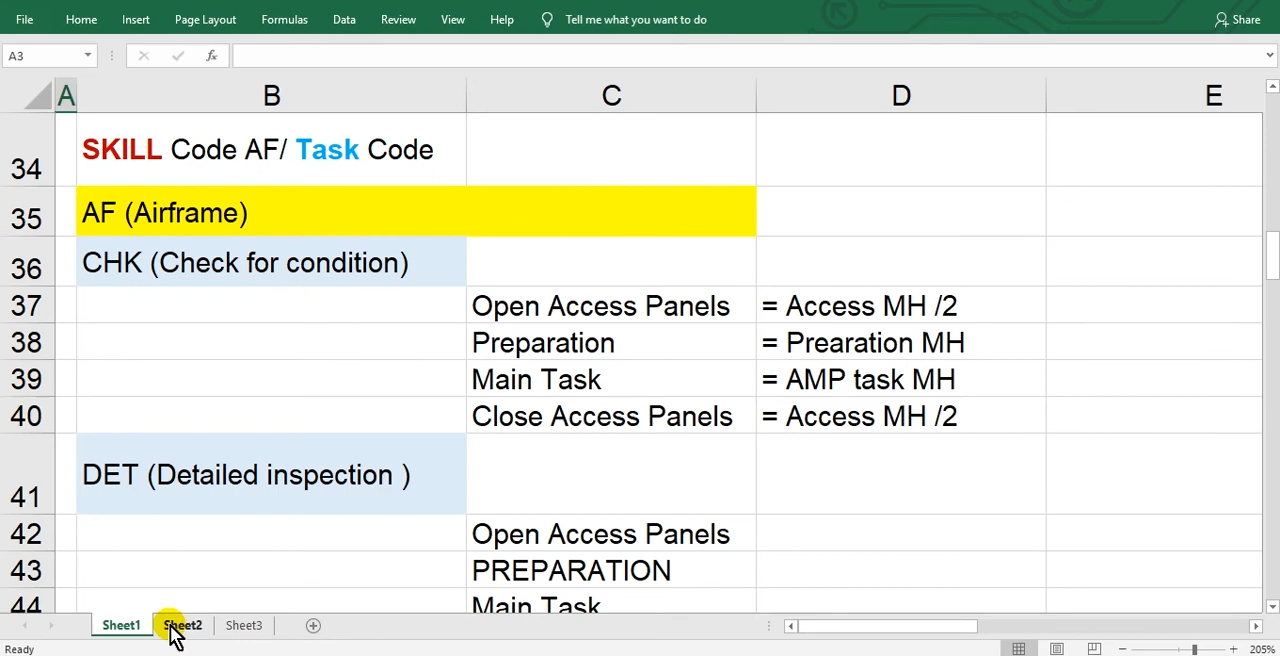 File Home Insert Page Layout Formulas Data Review View Help Tell me what you want to do Share
A3 fx
A B C D E
34 SKILL Code AF/ Task Code
35 AF (Airframe)
36 CHK (Check for condition)
37 Open Access Panels = Access MH /2
38 Preparation = Prearation MH
39 Main Task = AMP task MH
40 Close Access Panels = Access MH /2
41 DET (Detailed inspection )
42 Open Access Panels
43 PREPARATION
44 Main Task
Sheet1 Sheet2 Sheet3
Ready 205%